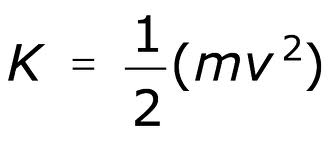 K = 1/2(mv²)